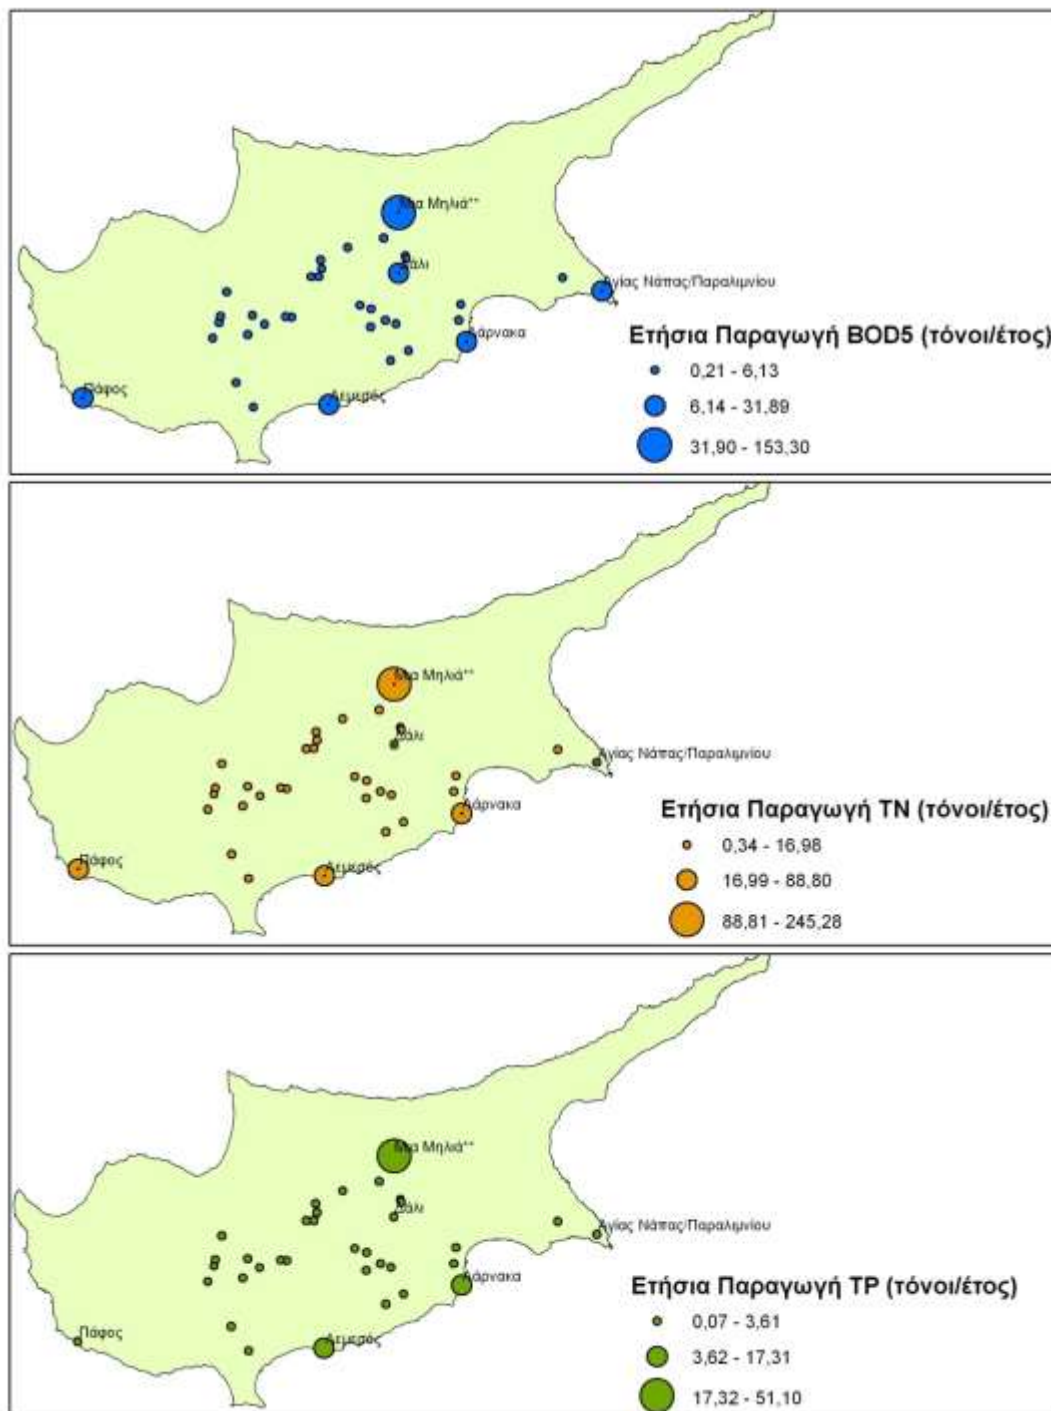 Μια Μηλιά**
Δάλι
Αγίας Νάπας/Παραλιμνίου
Λάρνακα
Πάφος
Λεμεσός
Ετήσια Παραγωγή BOD5 (τόνοι/έτος)
0,21 - 6,13
6,14 - 31,89
31,90 - 153,30
Μια Μηλιά**
Δάλι
Αγίας Νάπας/Παραλιμνίου
Λάρνακα
Πάφος
Λεμεσός
Ετήσια Παραγωγή TN (τόνοι/έτος)
0,34 - 16,98
16,99 - 88,80
88,81 - 245,28
Μια Μηλιά**
Δάλι
Αγίας Νάπας/Παραλιμνίου
Λάρνακα
Πάφος
Λεμεσός
Ετήσια Παραγωγή TP (τόνοι/έτος)
0,07 - 3,61
3,62 - 17,31
17,32 - 51,10